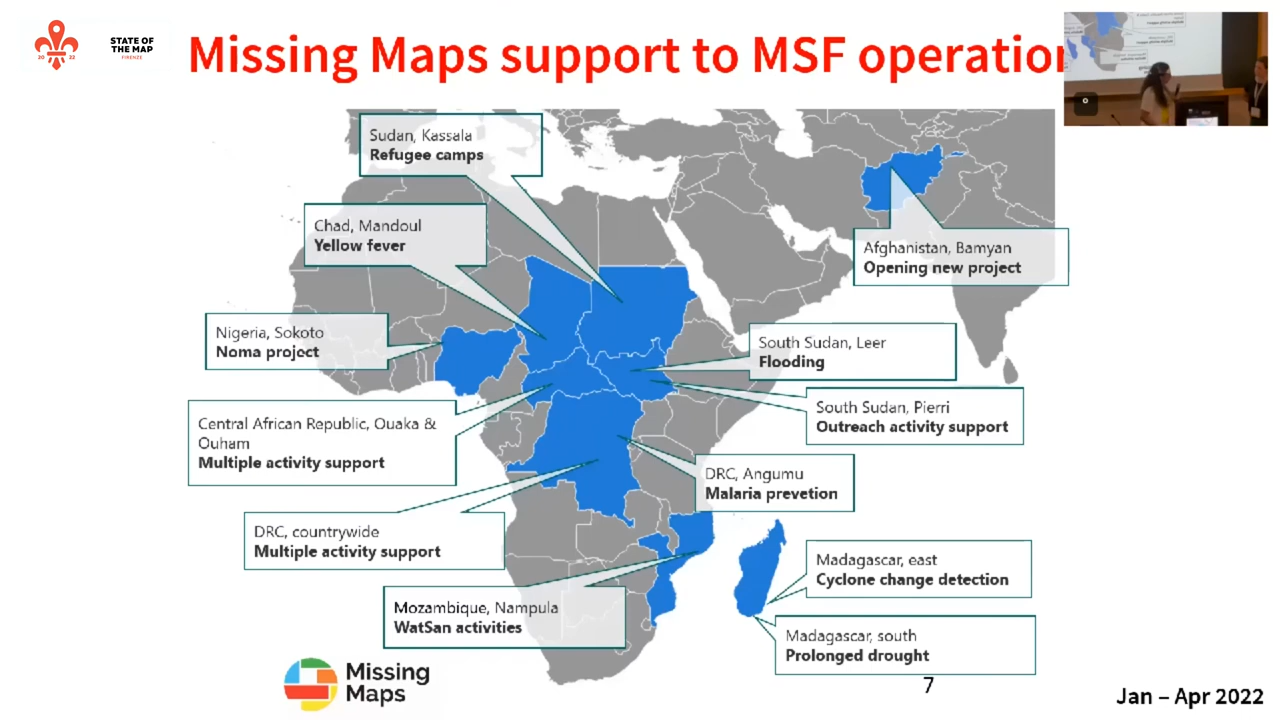 20 22
STATE OF
THE MAP
FIRENZE
Missing Maps support to MSF operation
Sudan, Kassala
Refugee camps
Chad, Mandoul
Yellow fever
Afghanistan, Bamyan
Opening new project
Nigeria, Sokoto
Noma project
South Sudan, Leer
Flooding
Central African Republic, Ouaka &
Ouham
Multiple activity support
South Sudan, Pierri
Outreach activity support
DRC, Angumu
Malaria prevetion
DRC, countrywide
Multiple activity support
Madagascar, east
Cyclone change detection
Mozambique, Nampula
WatSan activities
Madagascar, south
Prolonged drought
Missing
Maps
7
Jan – Apr 2022